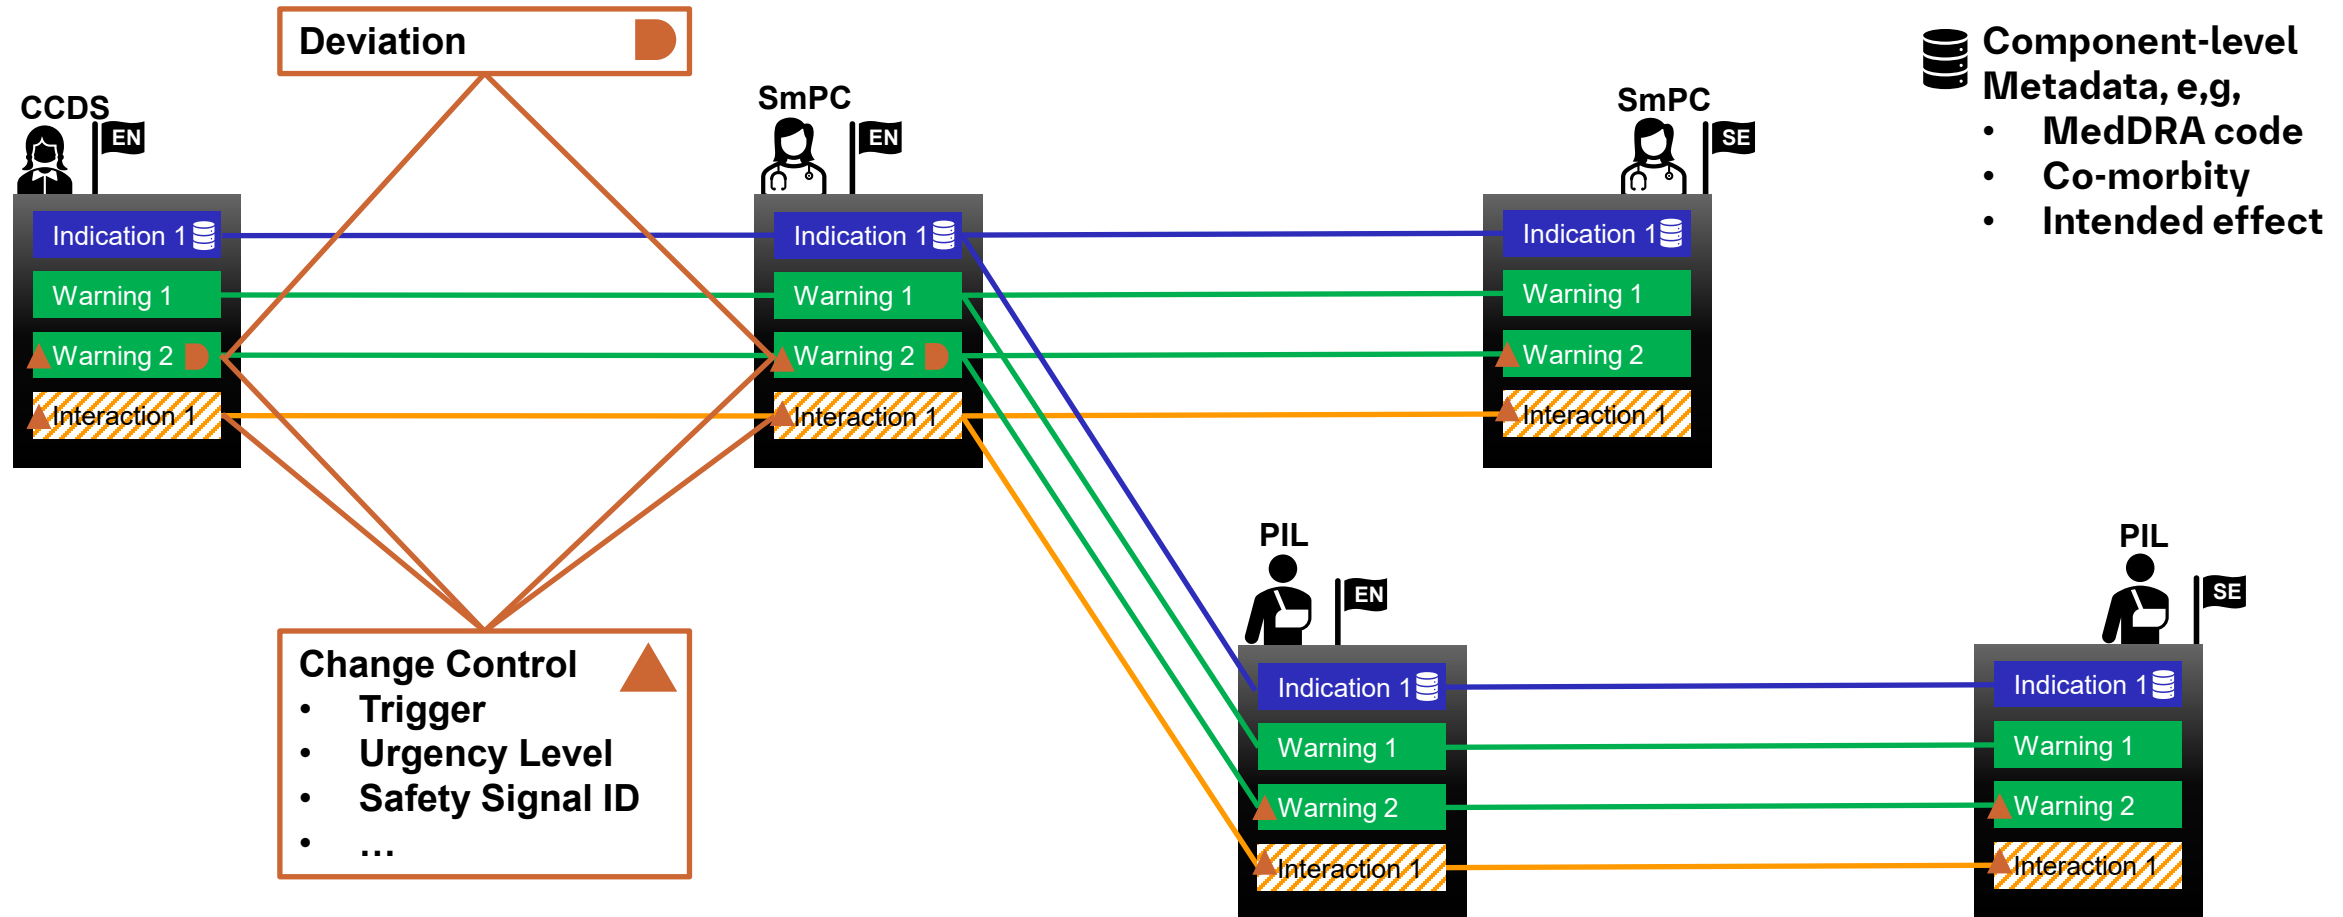 Deviation
CCDS
EN
Indication 1
Warning 1
Warning 2
Interaction 1
SmPC
EN
Indication 1
Warning 1
Warning 2
Interaction 1
SmPC
SE
Indication 1
Warning 1
Warning 2
Interaction 1
Component-level
Metadata, e,g,
• MedDRA code
• Co-morbity
• Intended effect
Change Control
• Trigger
• Urgency Level
• Safety Signal ID
• …
PIL
EN
Indication 1
Warning 1
Warning 2
Interaction 1
PIL
SE
Indication 1
Warning 1
Warning 2
Interaction 1